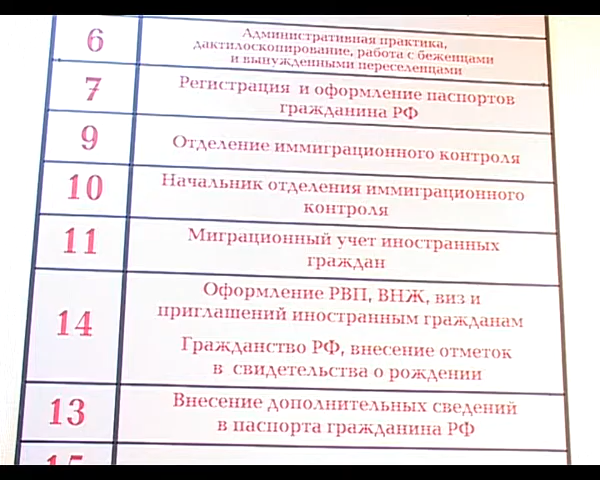 6
Административная практика,
дактилоскопирование, работа с беженцами
и вынужденными переселенцами
7
Регистрация и оформление паспортов
гражданина РФ
9
Отделение иммиграционного контроля
10
Начальник отделения иммиграционного
контроля
11
Миграционный учет иностранных
граждан
14
Оформление РВП, ВНЖ, виз и
приглашений иностранным гражданам
Гражданство РФ, внесение отметок
в свидетельства о рождении
13
Внесение дополнительных сведений
в паспорта гражданина РФ